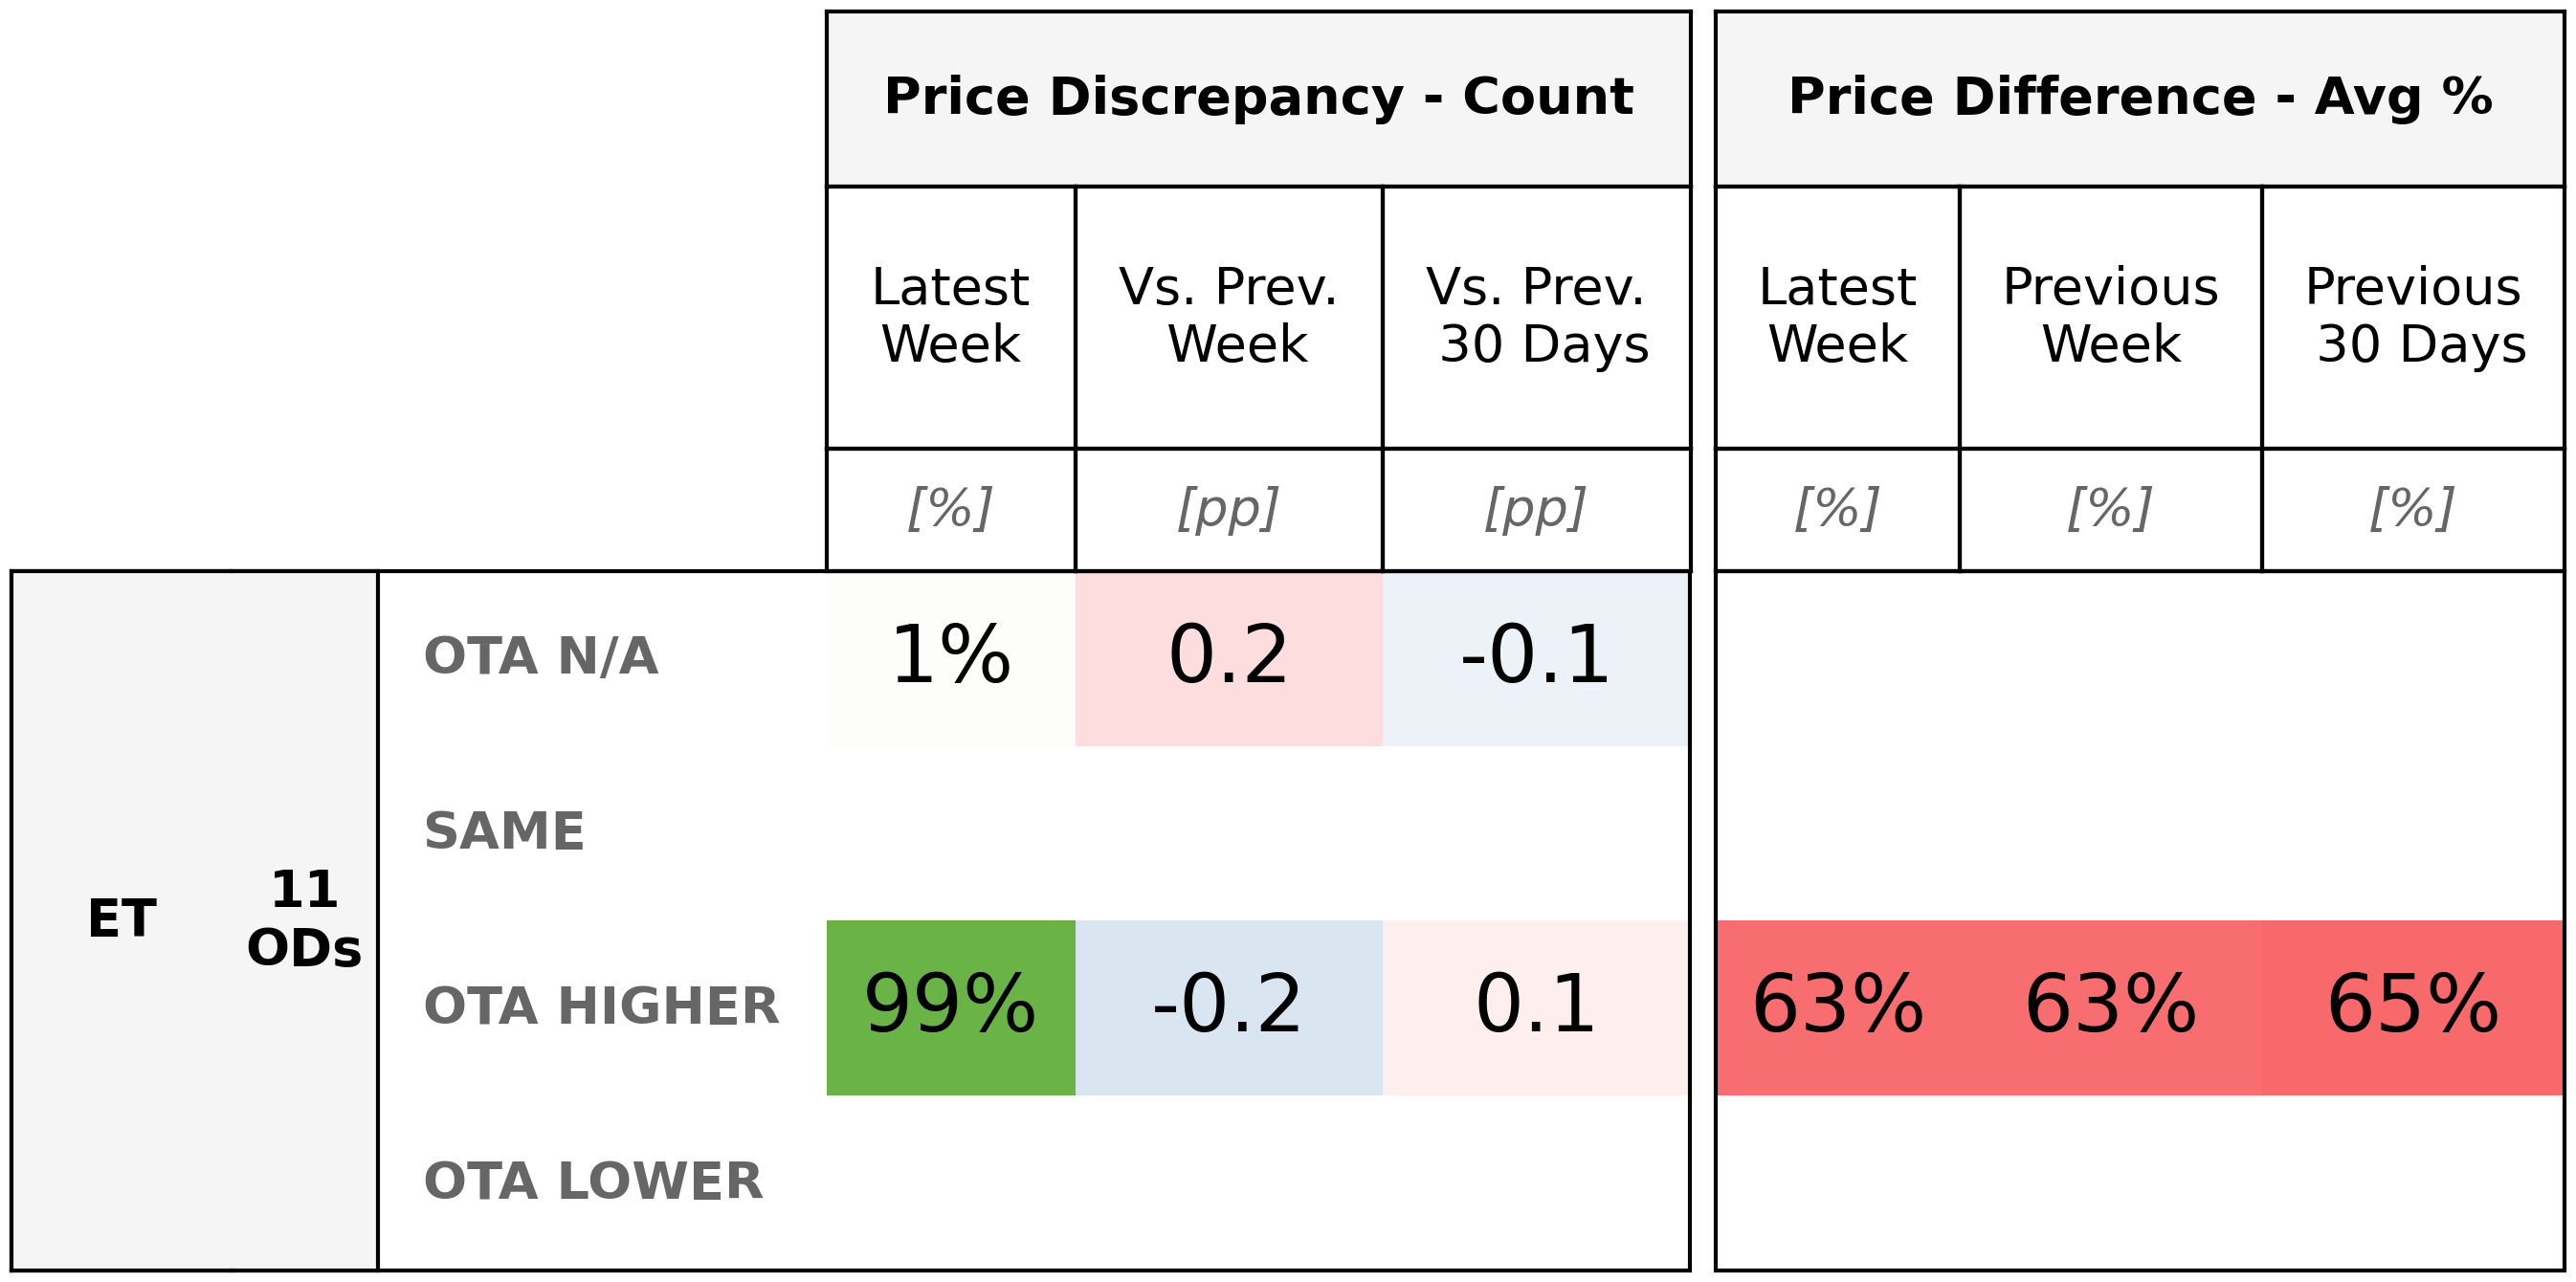 Price Discrepancy - Count
Price Difference - Avg %
Latest Week
Vs. Prev. Week
Vs. Prev. 30 Days
Latest Week
Previous Week
Previous 30 Days
[%] [pp] [pp] [%] [%] [%]
ET
11 ODs
OTA N/A 1% 0.2 -0.1
SAME
OTA HIGHER 99% -0.2 0.1 63% 63% 65%
OTA LOWER